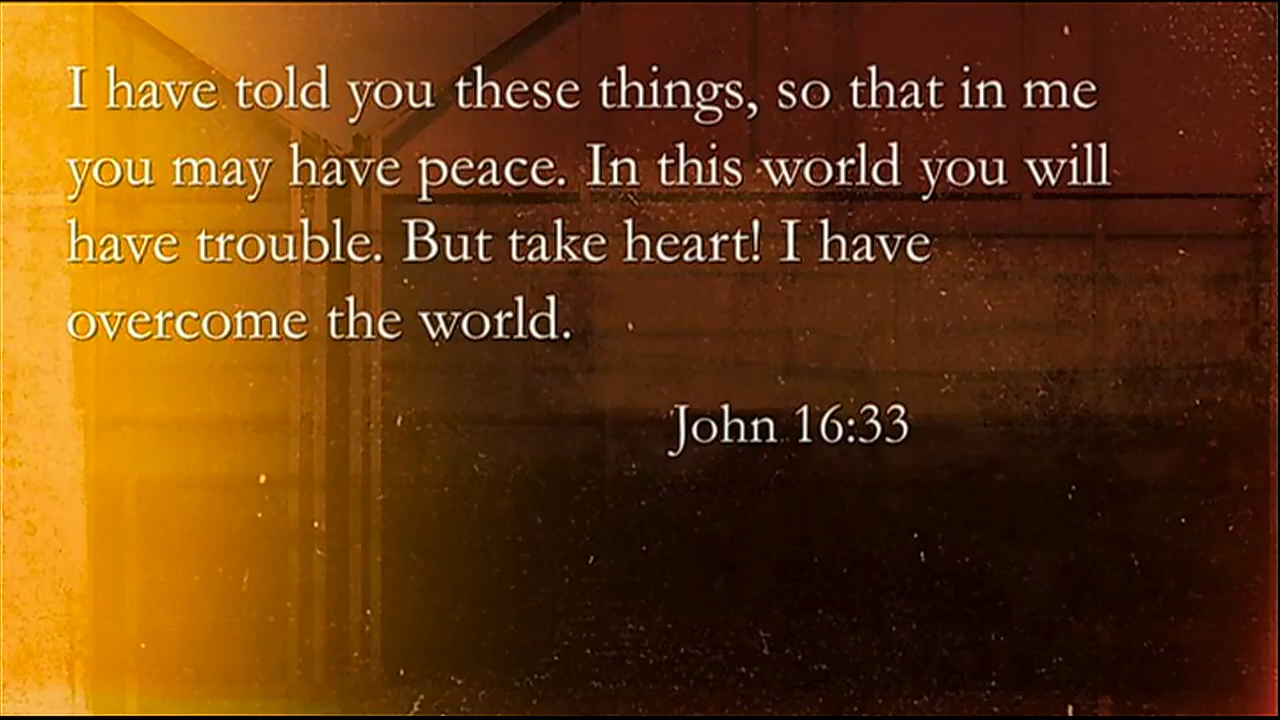 I have told you these things, so that in me
you may have peace. In this world you will
have trouble. But take heart! I have
overcome the world.
John 16:33